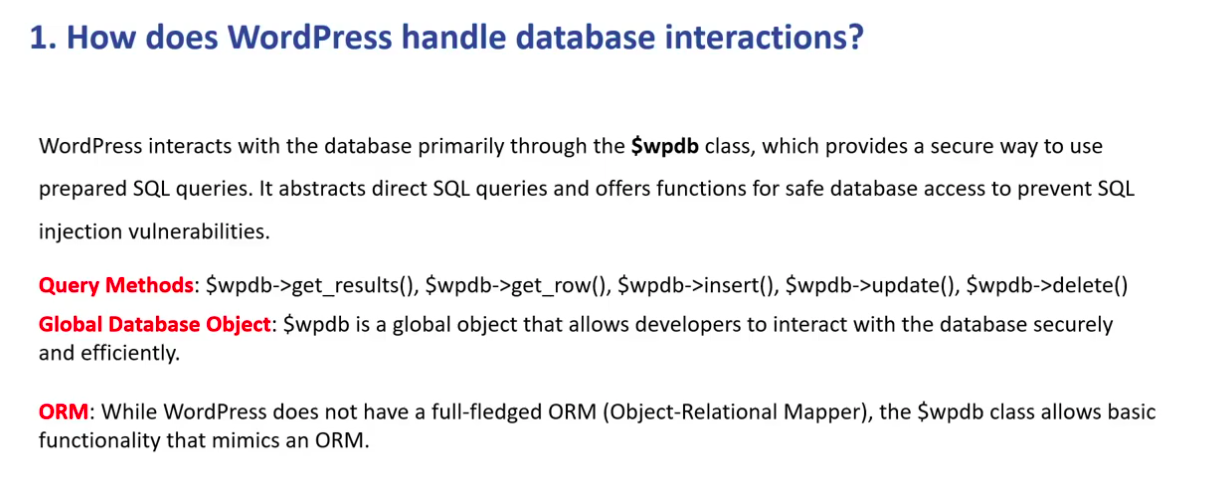 1. How does WordPress handle database interactions?
WordPress interacts with the database primarily through the $wpdb class, which provides a secure way to use
prepared SQL queries. It abstracts direct SQL queries and offers functions for safe database access to prevent SQL
injection vulnerabilities.
Query Methods: $wpdb->get_results(), $wpdb->get_row(), $wpdb->insert(), $wpdb->update(), $wpdb->delete()
Global Database Object: $wpdb is a global object that allows developers to interact with the database securely
and efficiently.
ORM: While WordPress does not have a full-fledged ORM (Object-Relational Mapper), the $wpdb class allows basic
functionality that mimics an ORM.